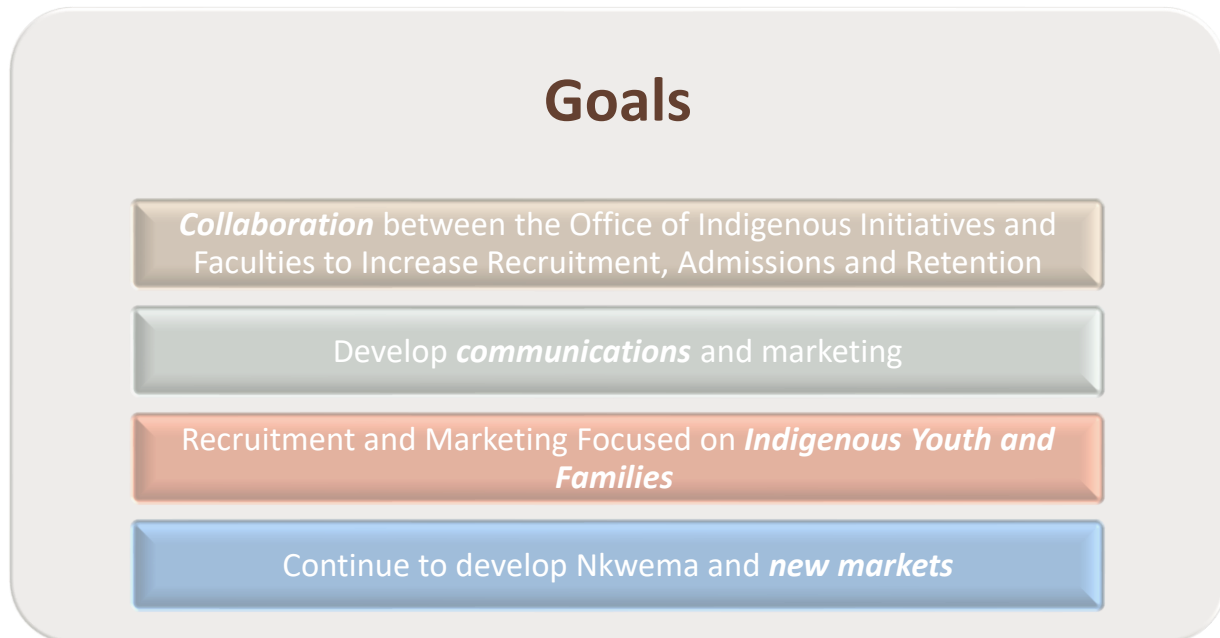 Goals
Collaboration between the Office of Indigenous Initiatives and
Faculties to Increase Recruitment, Admissions and Retention
Develop communications and marketing
Recruitment and Marketing Focused on Indigenous Youth and
Families
Continue to develop Nkwema and new markets